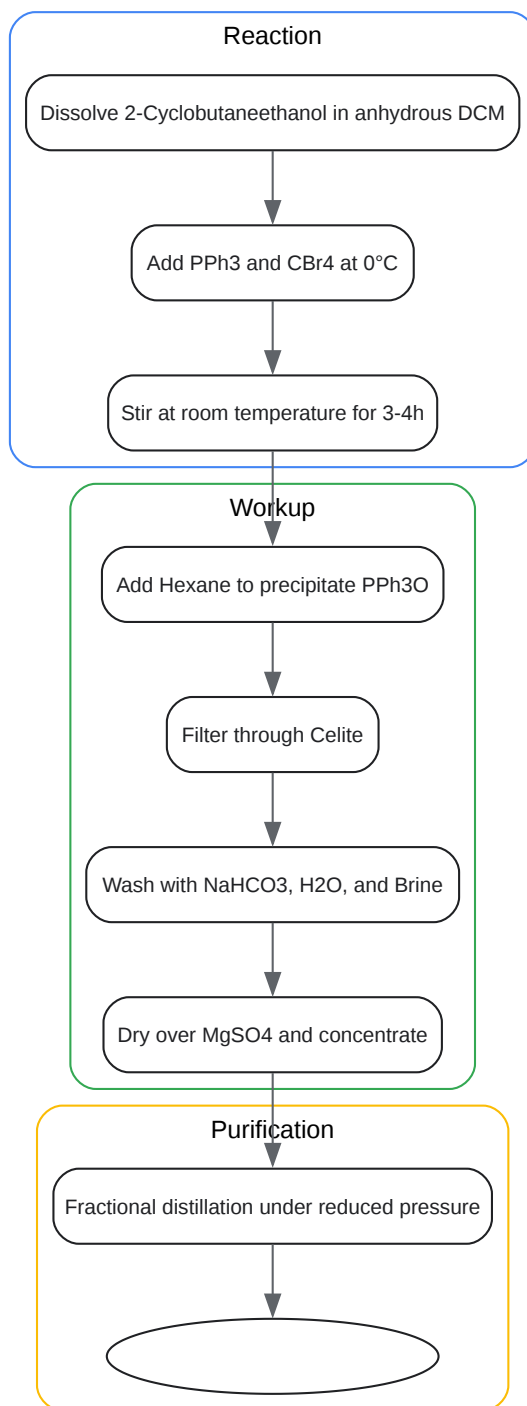 Reaction
Dissolve 2-Cyclobutaneethanol in anhydrous DCM
Add PPh3 and CBr4 at 0°C
Stir at room temperature for 3-4h
Workup
Add Hexane to precipitate PPh3O
Filter through Celite
Wash with NaHCO3, H2O, and Brine
Dry over MgSO4 and concentrate
Purification
Fractional distillation under reduced pressure